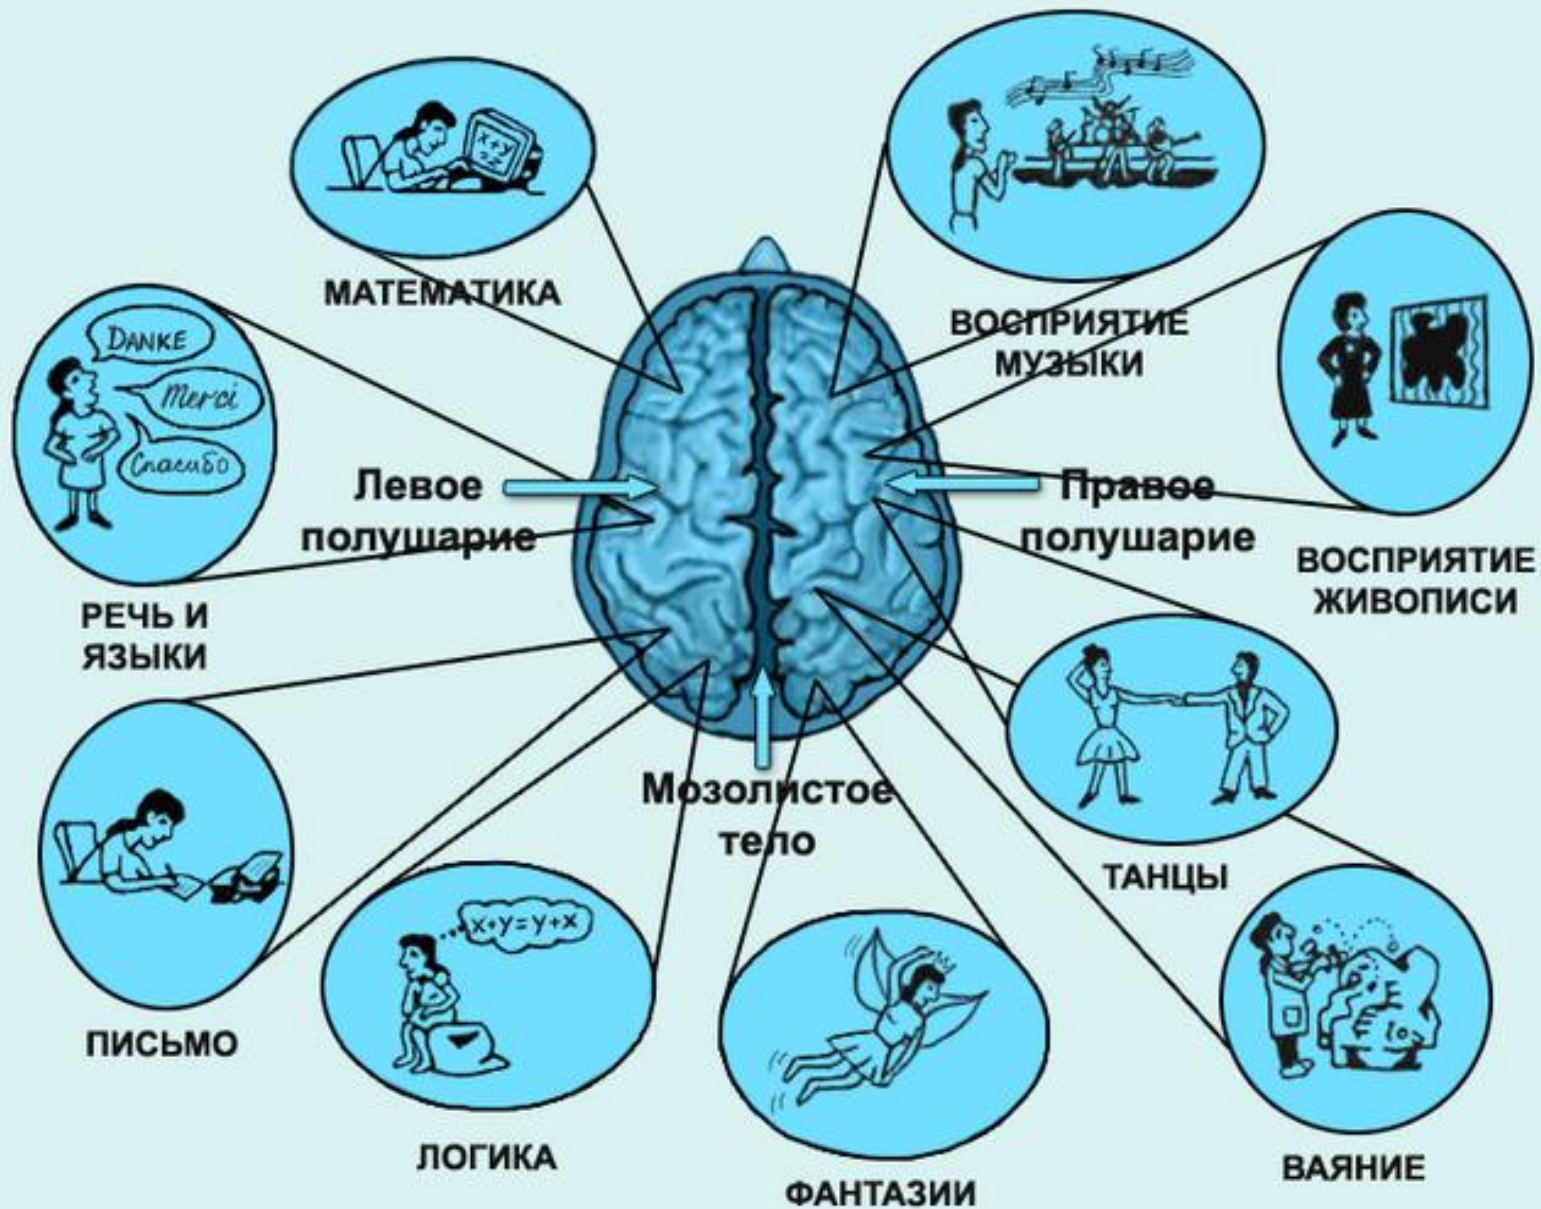 x+y
=z
МАТЕМАТИКА
ВОСПРИЯТИЕ
МУЗЫКИ
DANKE
Merci
Спасибо
РЕЧЬ И
ЯЗЫКИ
Левое
полушарие
Правое
полушарие
ВОСПРИЯТИЕ
ЖИВОПИСИ
Мозолистое
тело
ТАНЦЫ
ПИСЬМО
x+y=y+x
ЛОГИКА
ФАНТАЗИИ
ВАЯНИЕ